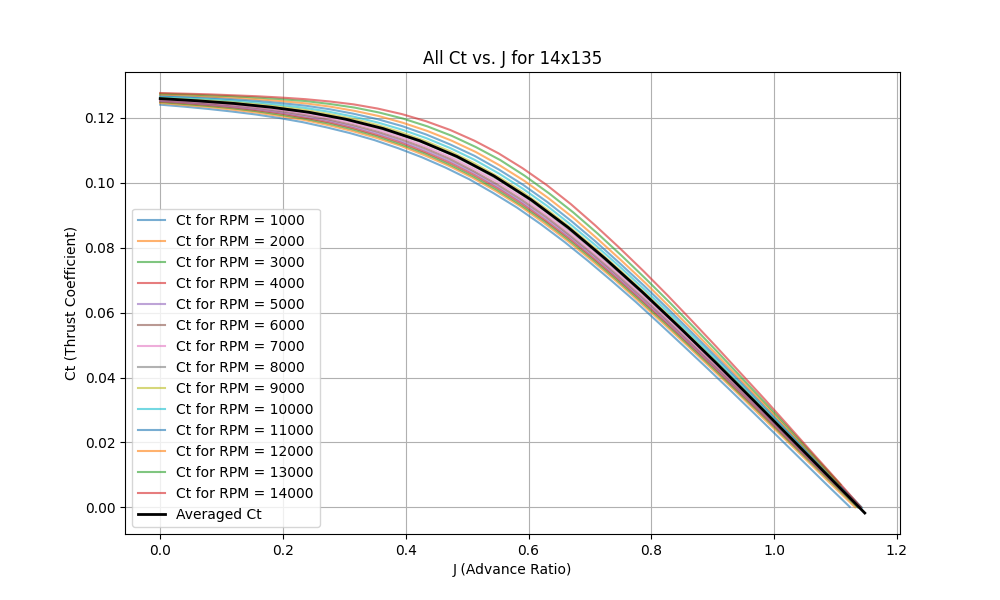 All Ct vs. J for 14x135
Ct (Thrust Coefficient)
0.12
0.10
0.08
0.06
0.04
0.02
0.00
Ct for RPM = 1000
Ct for RPM = 2000
Ct for RPM = 3000
Ct for RPM = 4000
Ct for RPM = 5000
Ct for RPM = 6000
Ct for RPM = 7000
Ct for RPM = 8000
Ct for RPM = 9000
Ct for RPM = 10000
Ct for RPM = 11000
Ct for RPM = 12000
Ct for RPM = 13000
Ct for RPM = 14000
Averaged Ct
0.0 0.2 0.4 0.6 0.8 1.0 1.2
J (Advance Ratio)